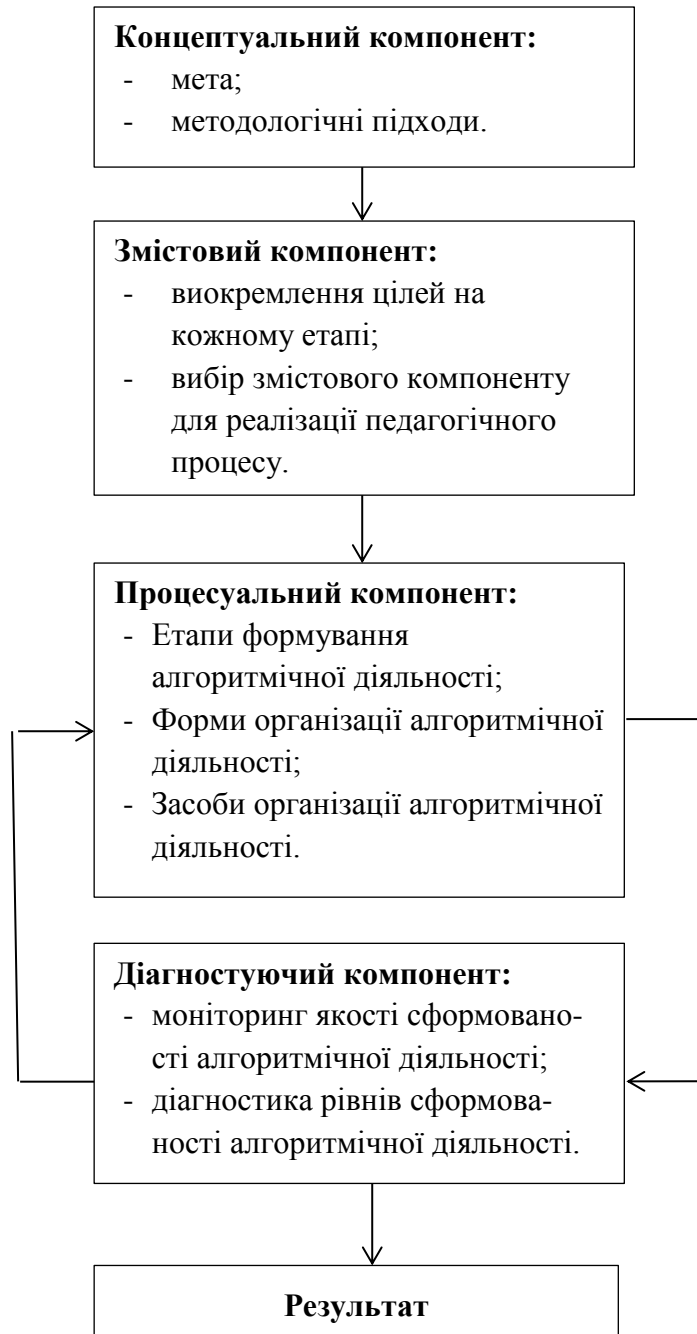 Концептуальний компонент:
- мета;
- методологічні підходи.
Змістовий компонент:
- виокремлення цілей на
кожному етапі;
- вибір змістового компоненту
для реалізації педагогічного
процесу.
Процесуальний компонент:
- Етапи формування
алгоритмічної діяльності;
- Форми організації алгоритмічної
діяльності;
- Засоби організації алгоритмічної
діяльності.
Діагностуючий компонент:
- моніторинг якості сформовано-
сті алгоритмічної діяльності;
- діагностика рівнів сформова-
ності алгоритмічної діяльності.
Результат